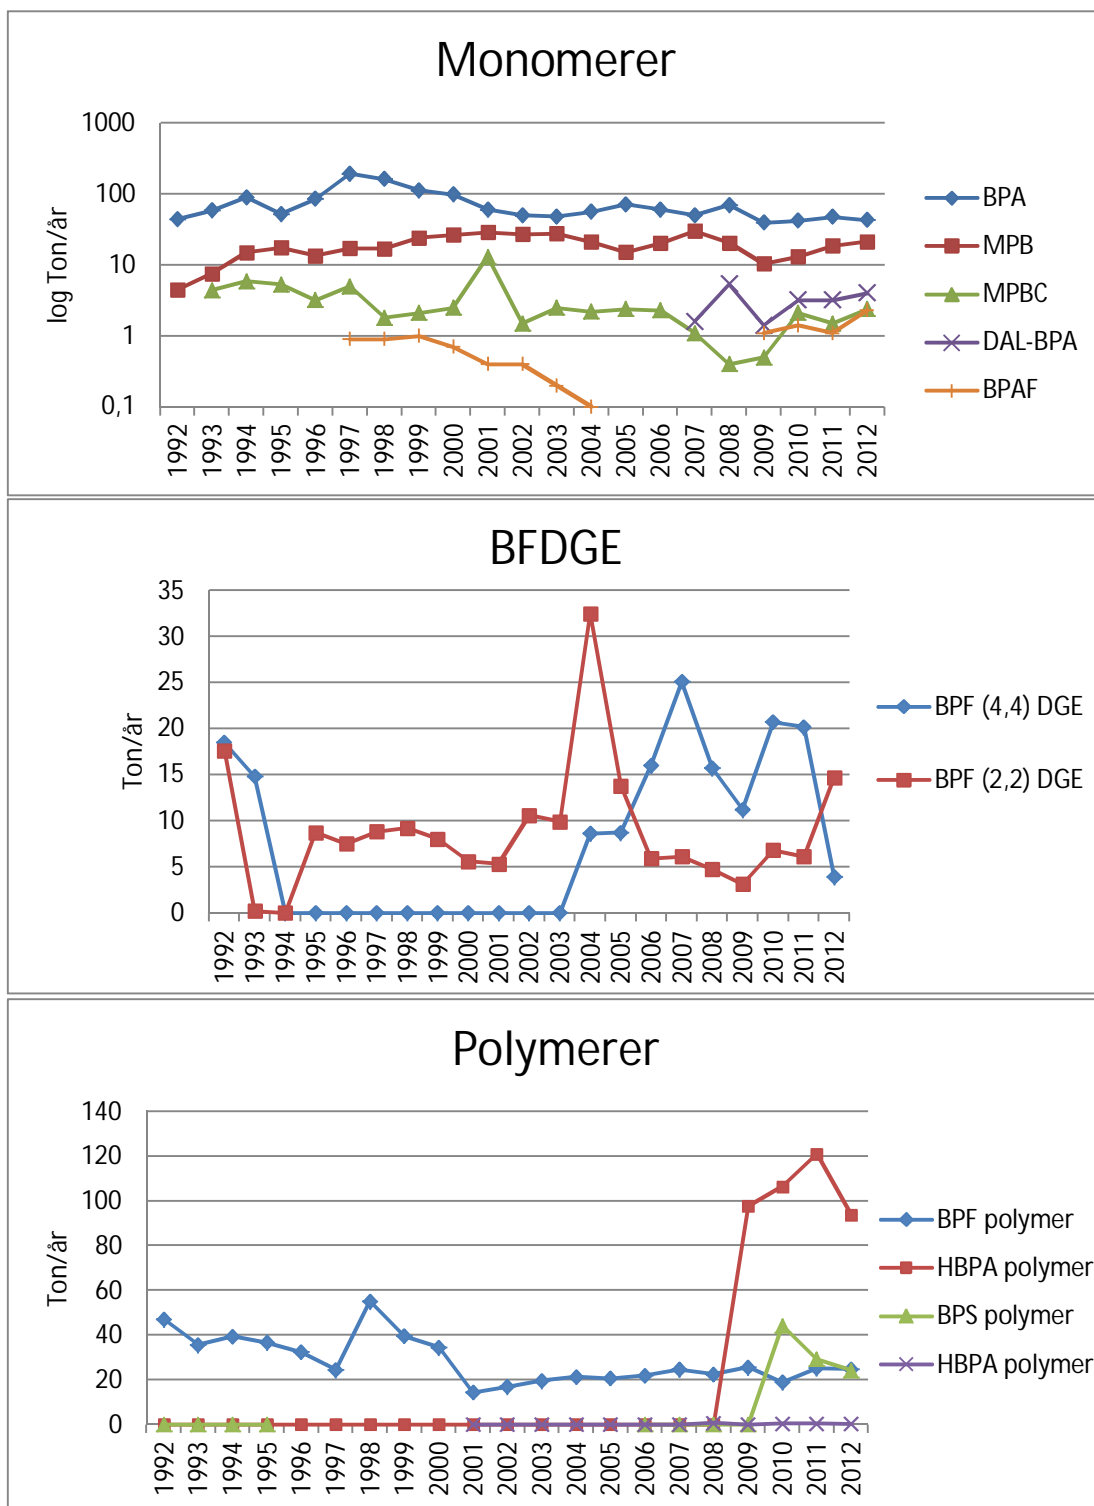 Monomerer
log Ton/år
1000
100
10
1
0,1
1992 1993 1994 1995 1996 1997 1998 1999 2000 2001 2002 2003 2004 2005 2006 2007 2008 2009 2010 2011 2012
BPA
MPB
MPBC
DAL-BPA
BPAF
BFDGE
Ton/år
35
30
25
20
15
10
5
0
1992 1993 1994 1995 1996 1997 1998 1999 2000 2001 2002 2003 2004 2005 2006 2007 2008 2009 2010 2011 2012
BPF (4,4) DGE
BPF (2,2) DGE
Polymerer
Ton/år
140
120
100
80
60
40
20
0
1992 1993 1994 1995 1996 1997 1998 1999 2000 2001 2002 2003 2004 2005 2006 2007 2008 2009 2010 2011 2012
BPF polymer
HBPA polymer
BPS polymer
HBPA polymer